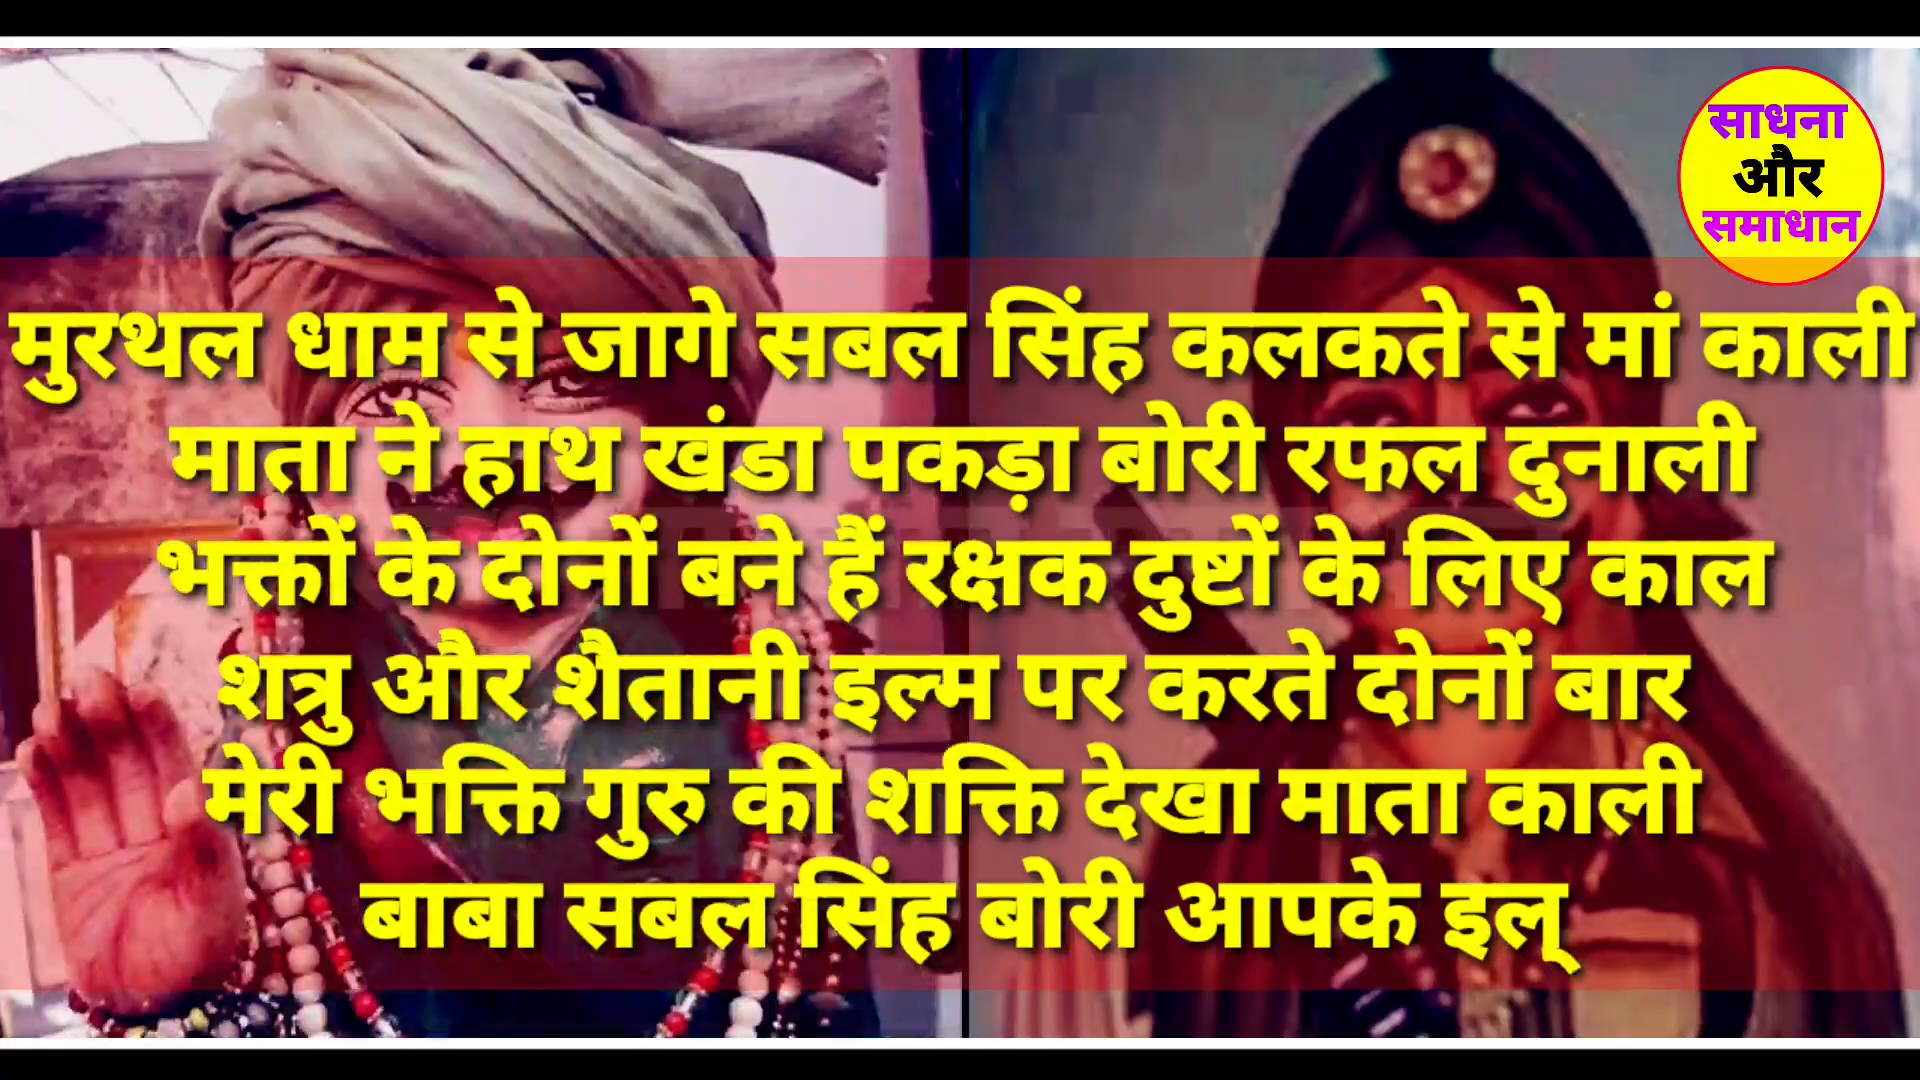 साधना
और
समाधान
मुरथल धाम से जागे सबल सिंह कलकते से मां काली
माता ने हाथ खंडा पकड़ा बोरी रफल दुनाली
भक्तों के दोनों बने हैं रक्षक दुष्टों के लिए काल
शत्रु और शैतानी इल्म पर करते दोनों बार
मेरी भक्ति गुरु की शक्ति देखा माता काली
बाबा सबल सिंह बोरी आपके इल्